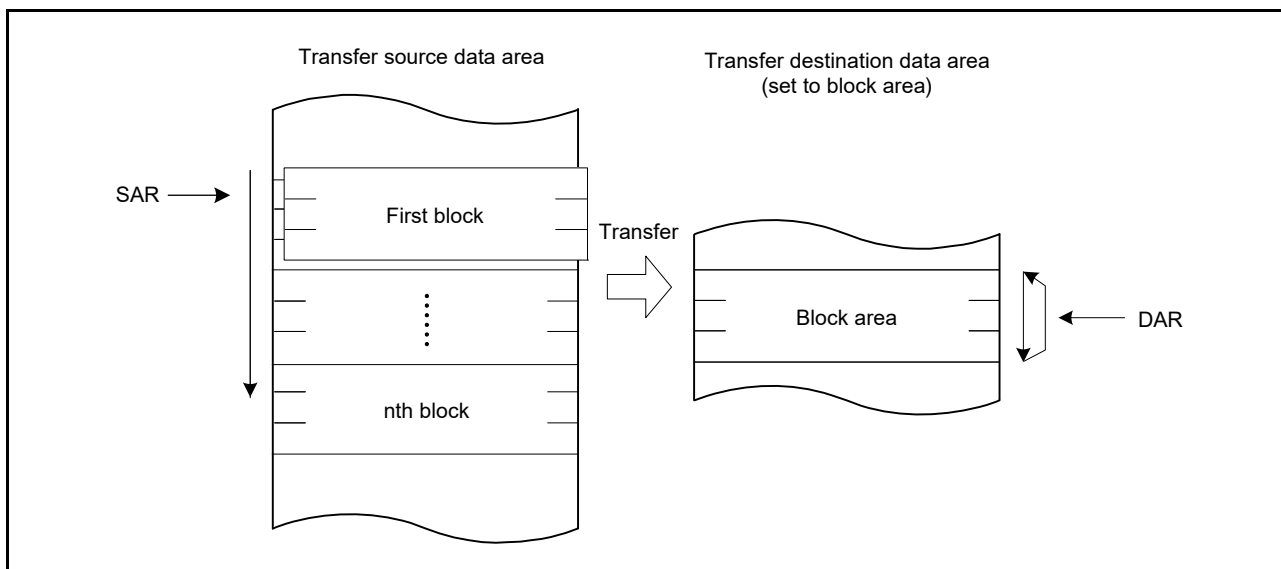 Transfer source data area
Transfer destination data area
(set to block area)
SAR
First block
Transfer
Block area
DAR
nth block